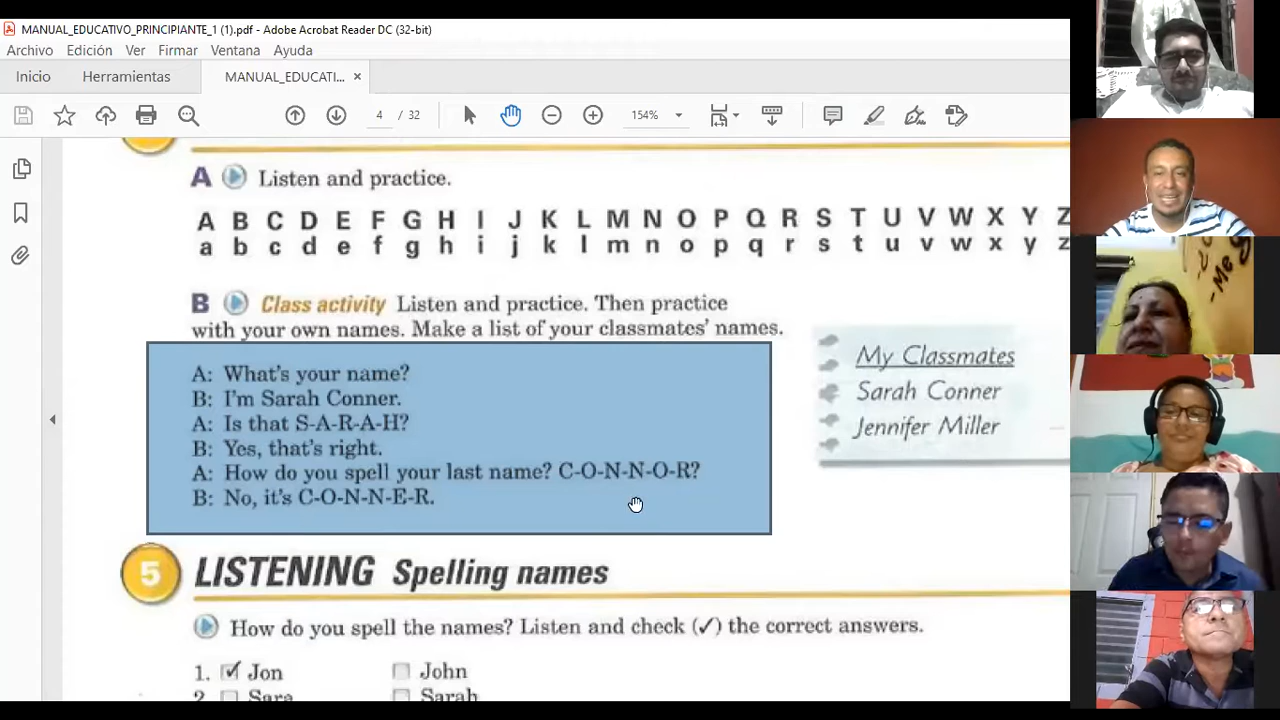 MANUAL_EDUCATIVO_PRINCIPIANTE_1 (1).pdf - Adobe Acrobat Reader DC (32-bit)
Archivo Edición Ver Firmar Ventana Ayuda
Inicio Herramientas MANUAL_EDUCATI... ×
4 / 32 154%
A Listen and practice.
A B C D E F G H I J K L M N O P Q R S T U V W X Y Z
a b c d e f g h i j k l m n o p q r s t u v w x y z
B Class activity Listen and practice. Then practice
with your own names. Make a list of your classmates' names.
A: What's your name?
B: I'm Sarah Conner.
A: Is that S-A-R-A-H?
B: Yes, that's right.
A: How do you spell your last name? C-O-N-N-O-R?
B: No, it's C-O-N-N-E-R.
My Classmates
Sarah Conner
Jennifer Miller
5 LISTENING Spelling names
How do you spell the names? Listen and check (✓) the correct answers.
1. ✓ Jon John
2. Sara Sarah
-Me